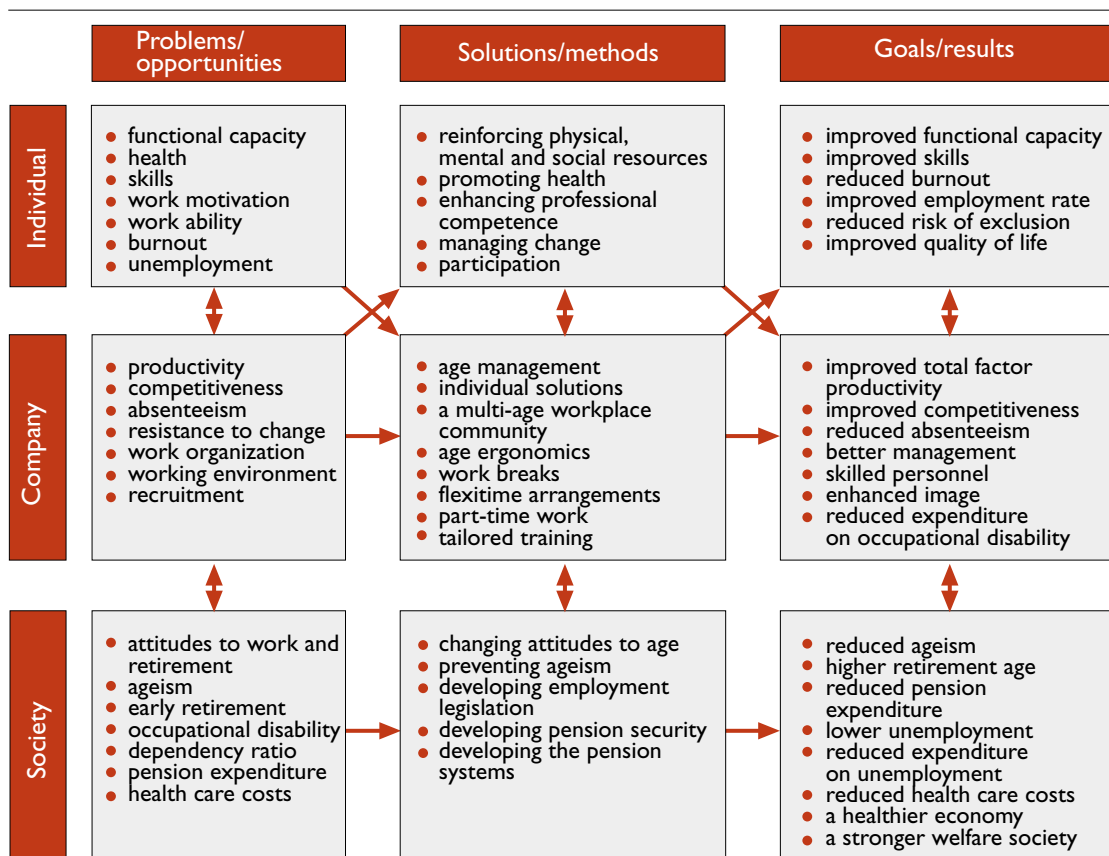 Problems/
opportunities
Solutions/methods
Goals/results
Individual
functional capacity
health
skills
work motivation
work ability
burnout
unemployment
reinforcing physical,
mental and social resources
promoting health
enhancing professional
competence
managing change
participation
improved functional capacity
improved skills
reduced burnout
improved employment rate
reduced risk of exclusion
improved quality of life
Company
productivity
competitiveness
absenteeism
resistance to change
work organization
working environment
recruitment
age management
individual solutions
a multi-age workplace
community
age ergonomics
work breaks
flexitime arrangements
part-time work
tailored training
improved total factor
productivity
improved competitiveness
reduced absenteeism
better management
skilled personnel
enhanced image
reduced expenditure
on occupational disability
Society
attitudes to work and
retirement
ageism
early retirement
occupational disability
dependency ratio
pension expenditure
health care costs
changing attitudes to age
preventing ageism
developing employment
legislation
developing pension security
developing the pension
systems
reduced ageism
higher retirement age
reduced pension
expenditure
lower unemployment
reduced expenditure
on unemployment
reduced health care costs
a healthier economy
a stronger welfare society